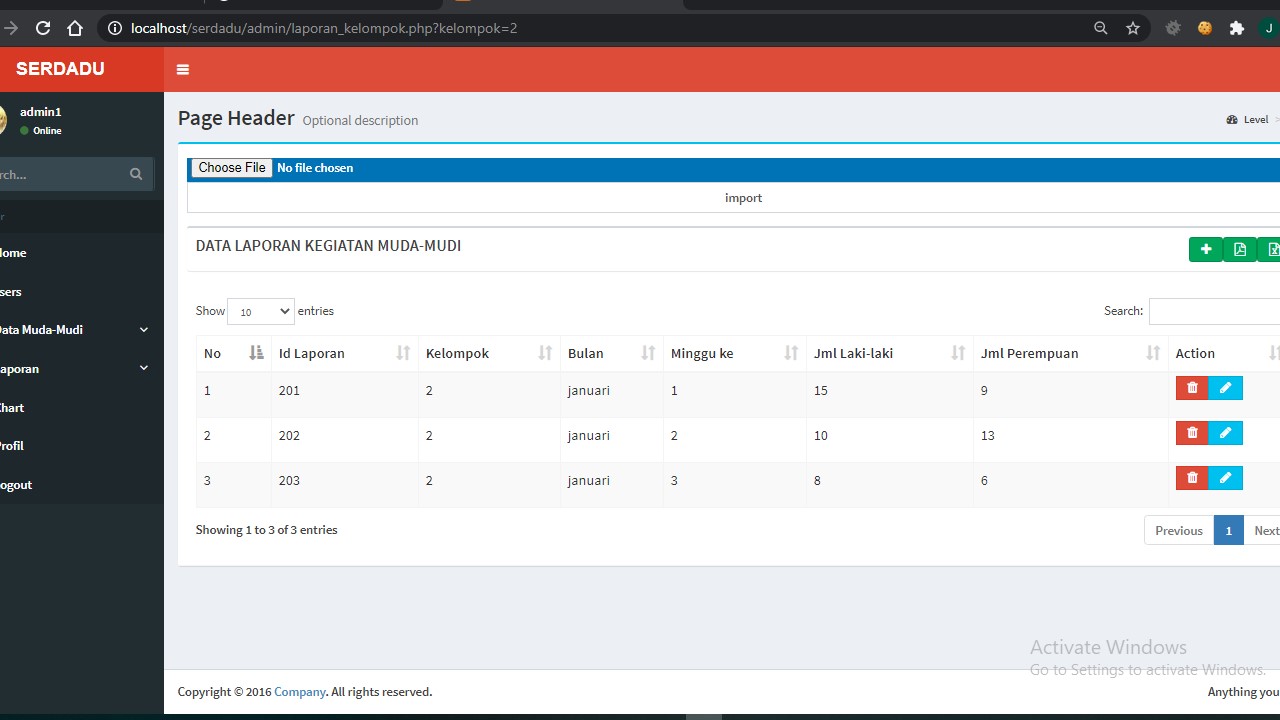 localhost/serdadu/admin/laporan_kelompok.php?kelompok=2
J
SERDADU
admin1
Online
rch...
r
ome
sers
ata Muda-Mudi
aporan
hart
rofil
ogout
Page Header Optional description
Level >
Choose File No file chosen
import
DATA LAPORAN KEGIATAN MUDA-MUDI
Show 10 entries
Search:
No Id Laporan Kelompok Bulan Minggu ke Jml Laki-laki Jml Perempuan Action
1 201 2 januari 1 15 9
2 202 2 januari 2 10 13
3 203 2 januari 3 8 6
Showing 1 to 3 of 3 entries
Previous 1 Next
Activate Windows
Go to Settings to activate Windows.
Copyright © 2016 Company. All rights reserved.
Anything you